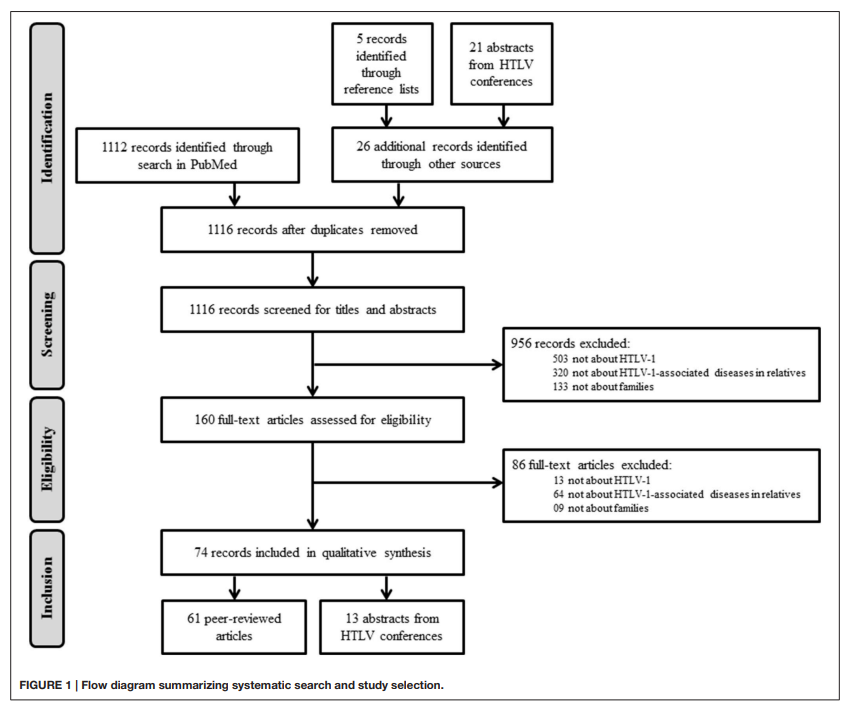 Identification
5 records
identified
through
reference lists
21 abstracts
from HTLV
conferences
1112 records identified through
search in PubMed
26 additional records identified
through other sources
1116 records after duplicates removed
Screening
1116 records screened for titles and abstracts
956 records excluded:
503 not about HTLV-1
320 not about HTLV-1-associated diseases in relatives
133 not about families
Eligibility
160 full-text articles assessed for eligibility
86 full-text articles excluded:
13 not about HTLV-1
64 not about HTLV-1-associated diseases in relatives
09 not about families
Inclusion
74 records included in qualitative synthesis
61 peer-reviewed
articles
13 abstracts from
HTLV conferences
FIGURE 1 | Flow diagram summarizing systematic search and study selection.